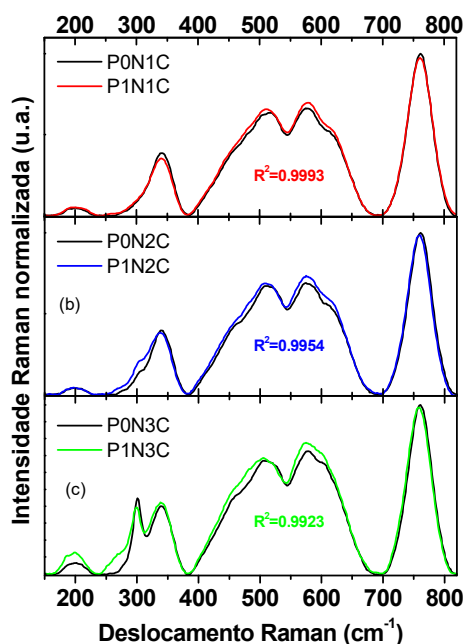 200 300 400 500 600 700 800
P0N1C
P1N1C
R²=0.9993
P0N2C
P1N2C
(b)
R²=0.9954
P0N3C
P1N3C
(c)
R²=0.9923
200 300 400 500 600 700 800
Deslocamento Raman (cm⁻¹)
Intensidade Raman normalizada (u.a.)